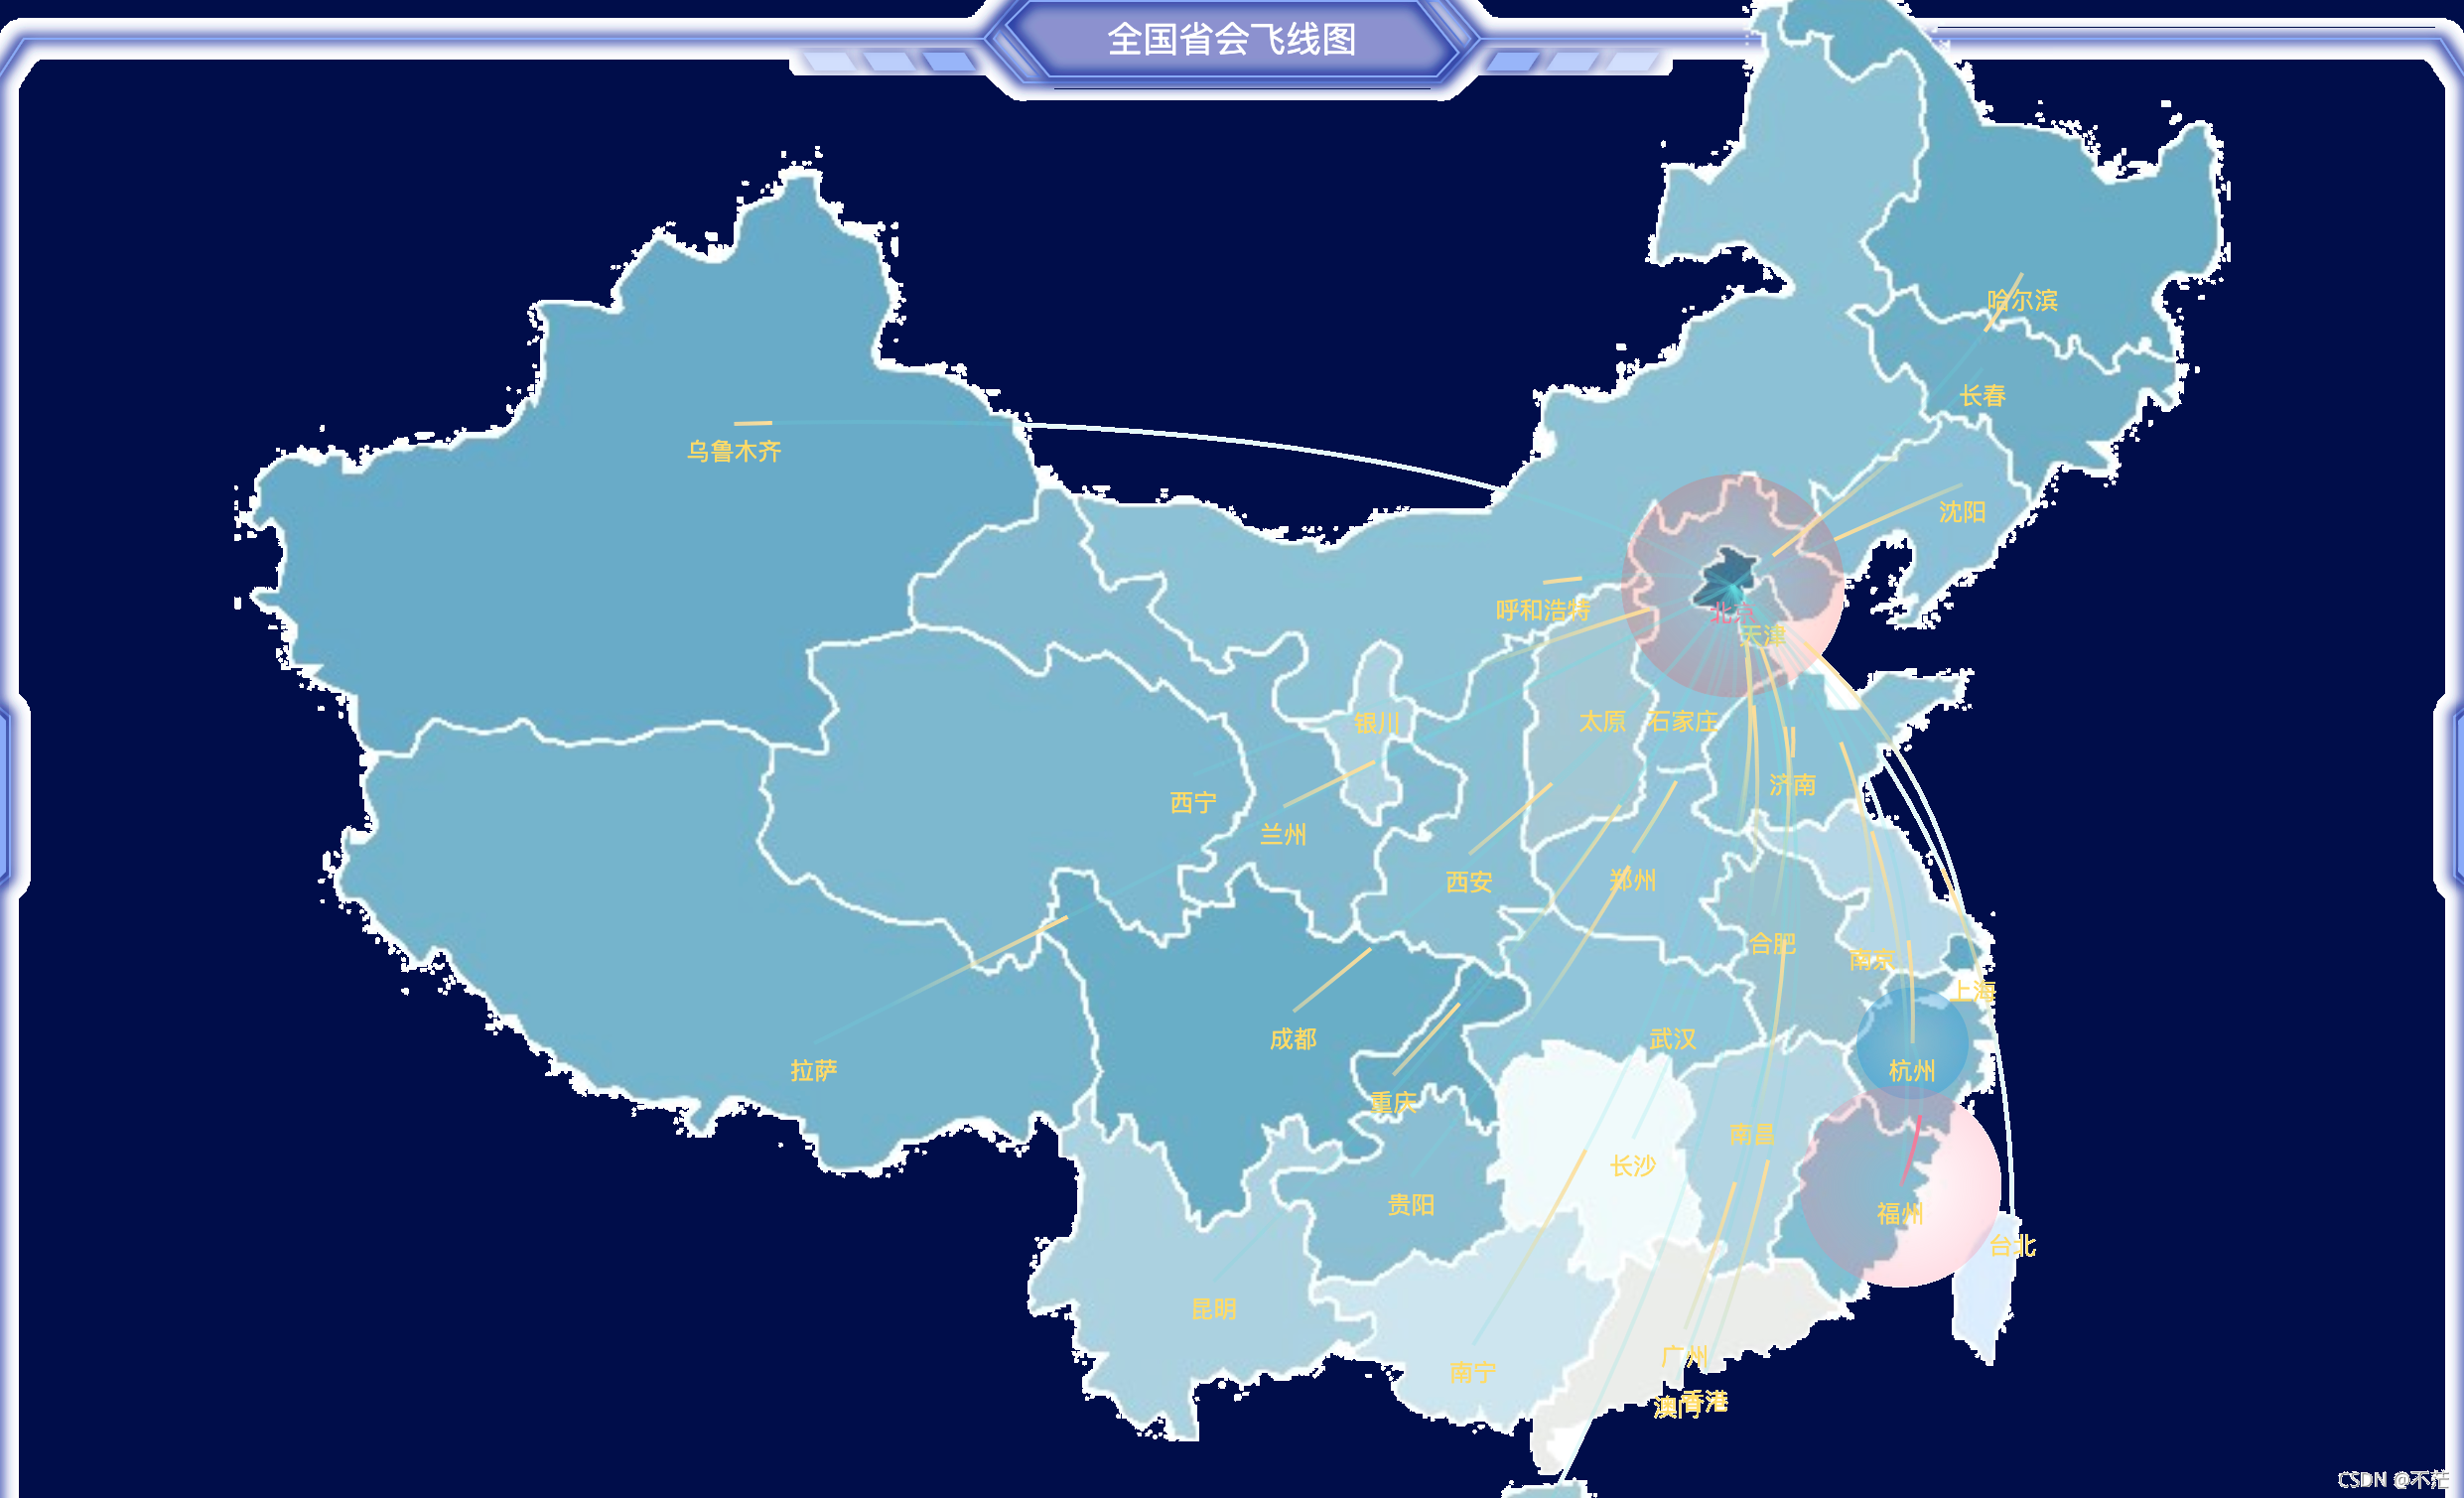 全国省会飞线图
哈尔滨
长春
乌鲁木齐
沈阳
呼和浩特
北京
天津
银川
太原
石家庄
济南
西宁
兰州
西安
郑州
合肥
南京
上海
成都
武汉
拉萨
杭州
重庆
南昌
长沙
贵阳
福州
台北
昆明
广州
南宁
香港
澳门
CSDN @不茫